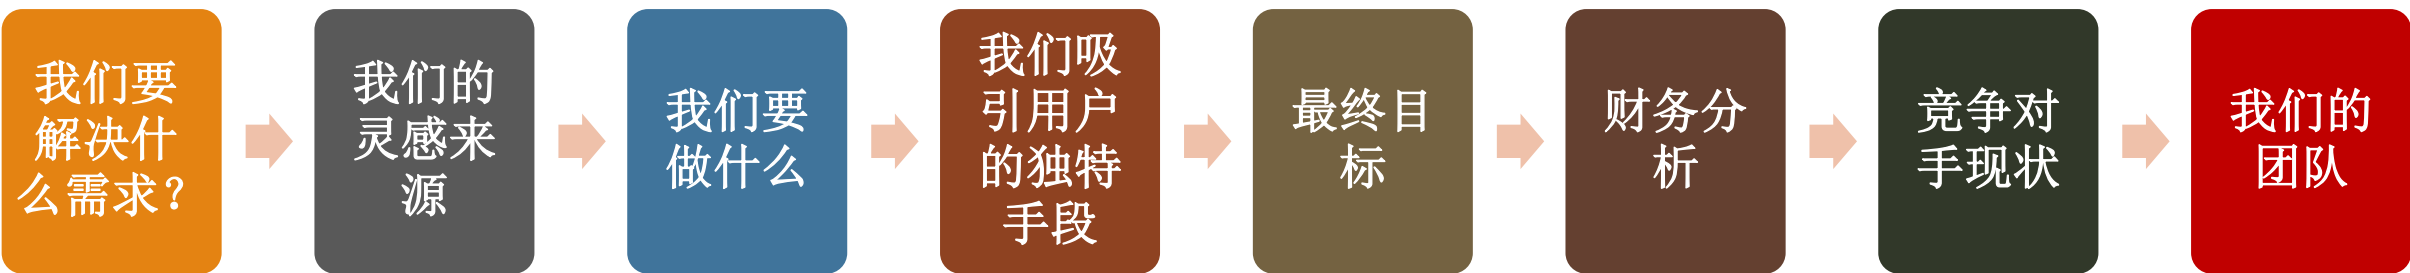 我们要
解决什
么需求？
我们的
灵感来
源
我们要
做什么
我们吸
引用户
的独特
手段
最终目
标
财务分
析
竞争对
手现状
我们的
团队